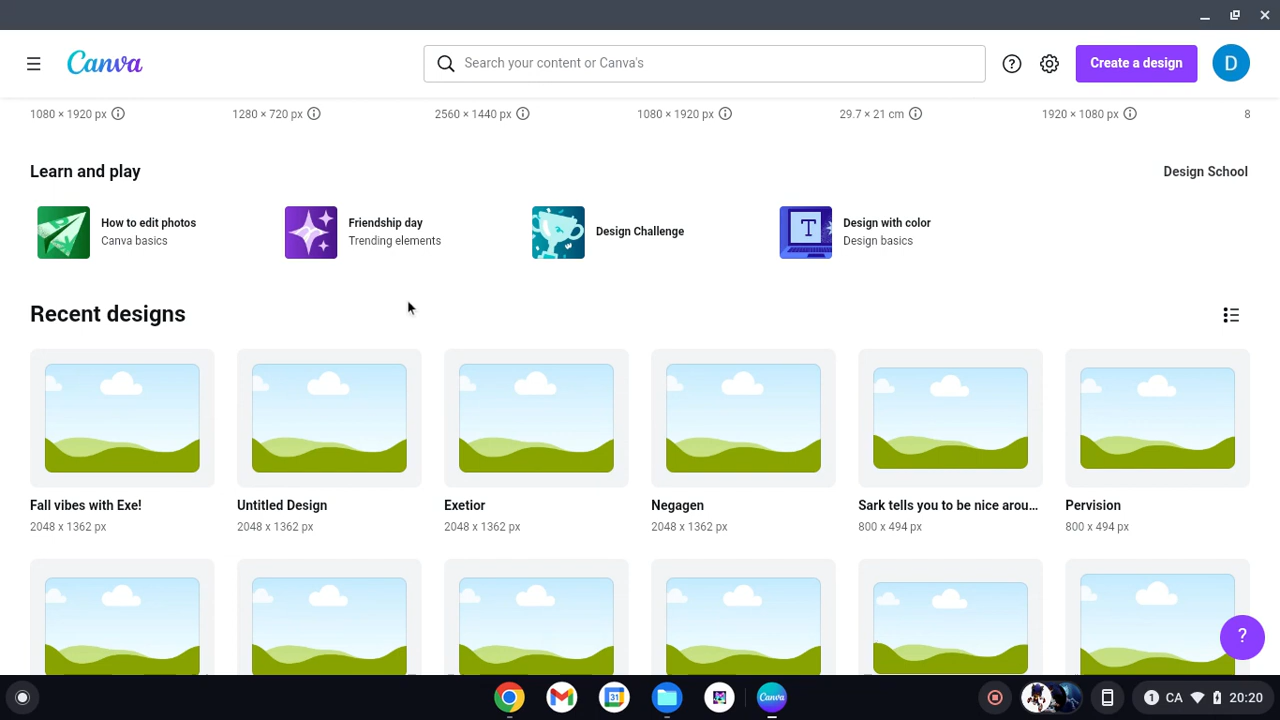 Canva
Search your content or Canva's
?
Create a design
D
1080 × 1920 px
1280 × 720 px
2560 × 1440 px
1080 × 1920 px
29.7 × 21 cm
1920 × 1080 px
8
Learn and play
Design School
How to edit photos
Canva basics
Friendship day
Trending elements
Design Challenge
T
Design with color
Design basics
Recent designs
Fall vibes with Exe!
2048 x 1362 px
Untitled Design
2048 x 1362 px
Exetior
2048 x 1362 px
Negagen
2048 x 1362 px
Sark tells you to be nice arou...
800 x 494 px
Pervision
800 x 494 px
?
31
Canva
1 CA 20:20